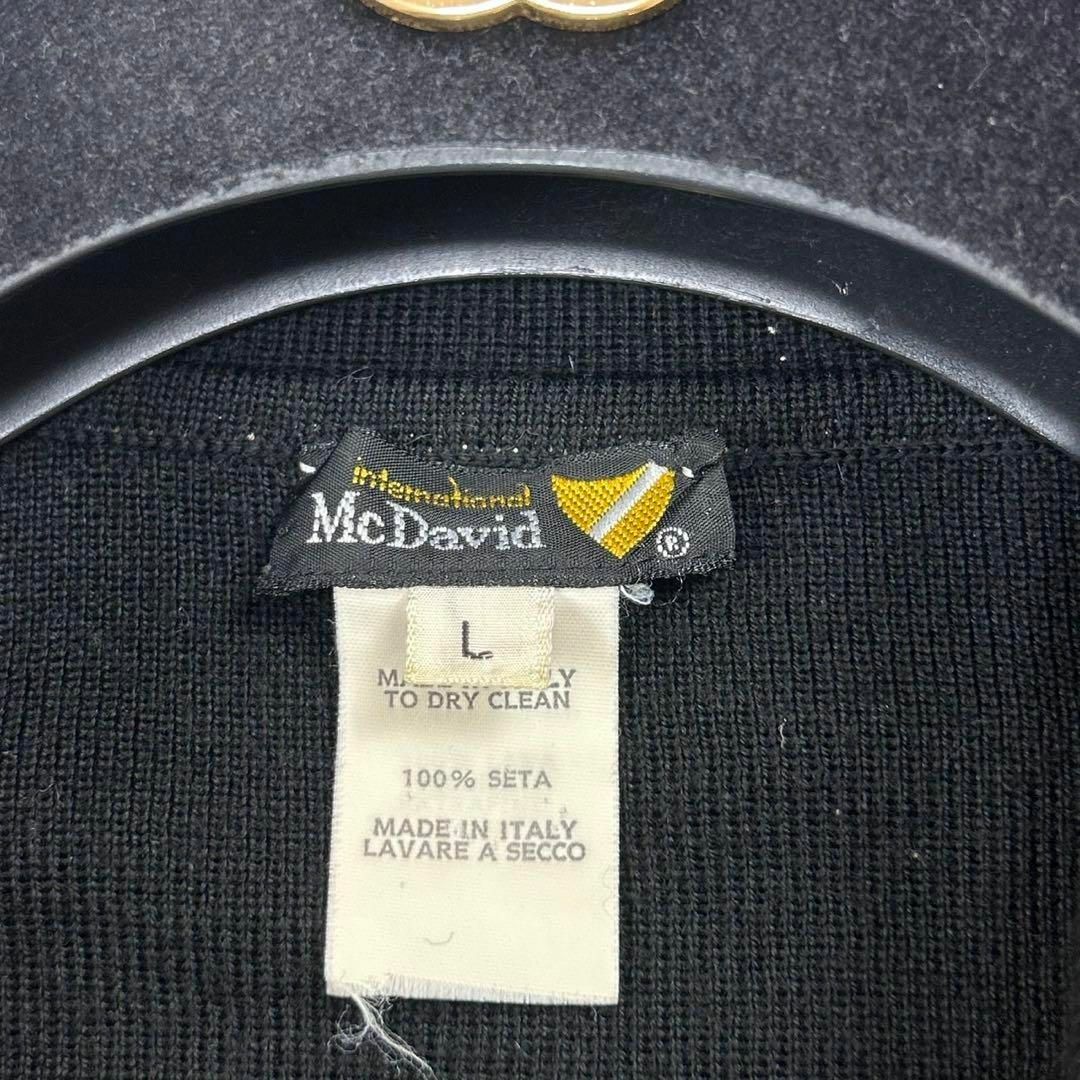 international
McDavid
®
L
TO DRY CLEAN
100% SETA
MADE IN ITALY
LAVARE A SECCO